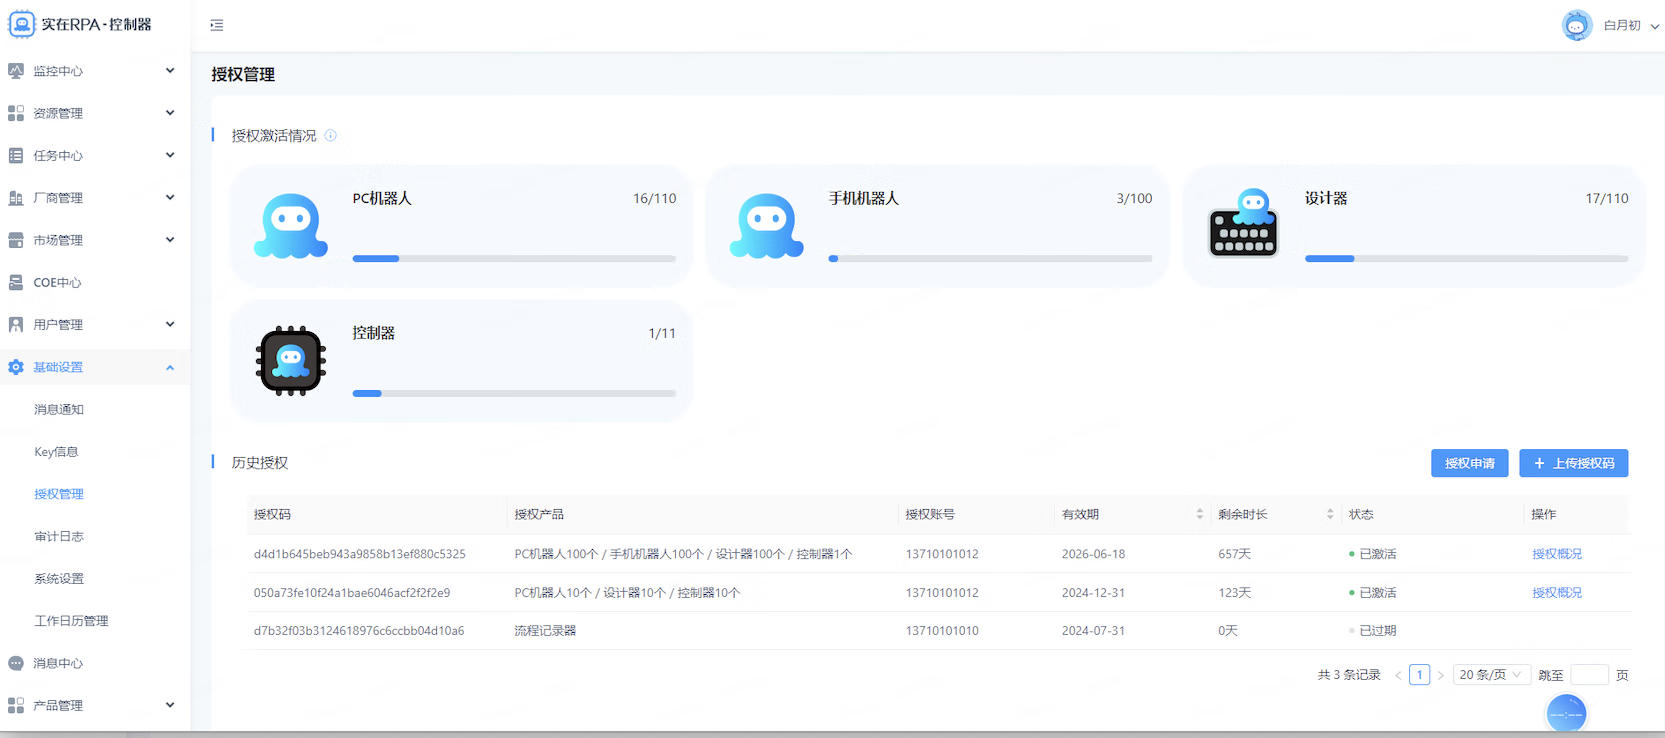 实在RPA·控制器
白月初
监控中心
资源管理
任务中心
厂商管理
市场管理
COE中心
用户管理
基础设置
消息通知
Key信息
授权管理
审计日志
系统设置
工作日历管理
消息中心
产品管理
授权管理
授权激活情况
PC机器人 16/110
手机机器人 3/100
设计器 17/110
控制器 1/11
历史授权
授权申请
+ 上传授权码
授权码 授权产品 授权账号 有效期 剩余时长 状态 操作
d4d1b645beb943a9858b13ef880c5325 PC机器人100个 / 手机机器人100个 / 设计器100个 / 控制器1个 13710101012 2026-06-18 657天 已激活 授权概况
050a73fe10f24a1bae6046acf2f2f2e9 PC机器人10个 / 设计器10个 / 控制器10个 13710101012 2024-12-31 123天 已激活 授权概况
d7b32f03b3124618976c6ccbb04d10a6 流程记录器 13710101010 2024-07-31 0天 已过期
共 3 条记录 < 1 > 20 条/页 跳至 页
--:--